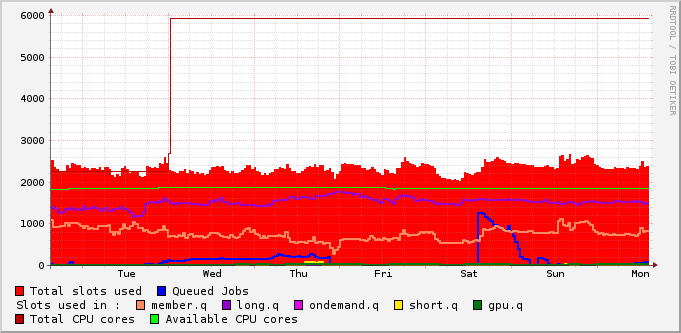 RRDTOOL / TOBI OETIKER
6000
5000
4000
3000
2000
1000
0
Tue Wed Thu Fri Sat Sun Mon
Total slots used Queued Jobs
Slots used in : member.q long.q ondemand.q short.q gpu.q
Total CPU cores Available CPU cores